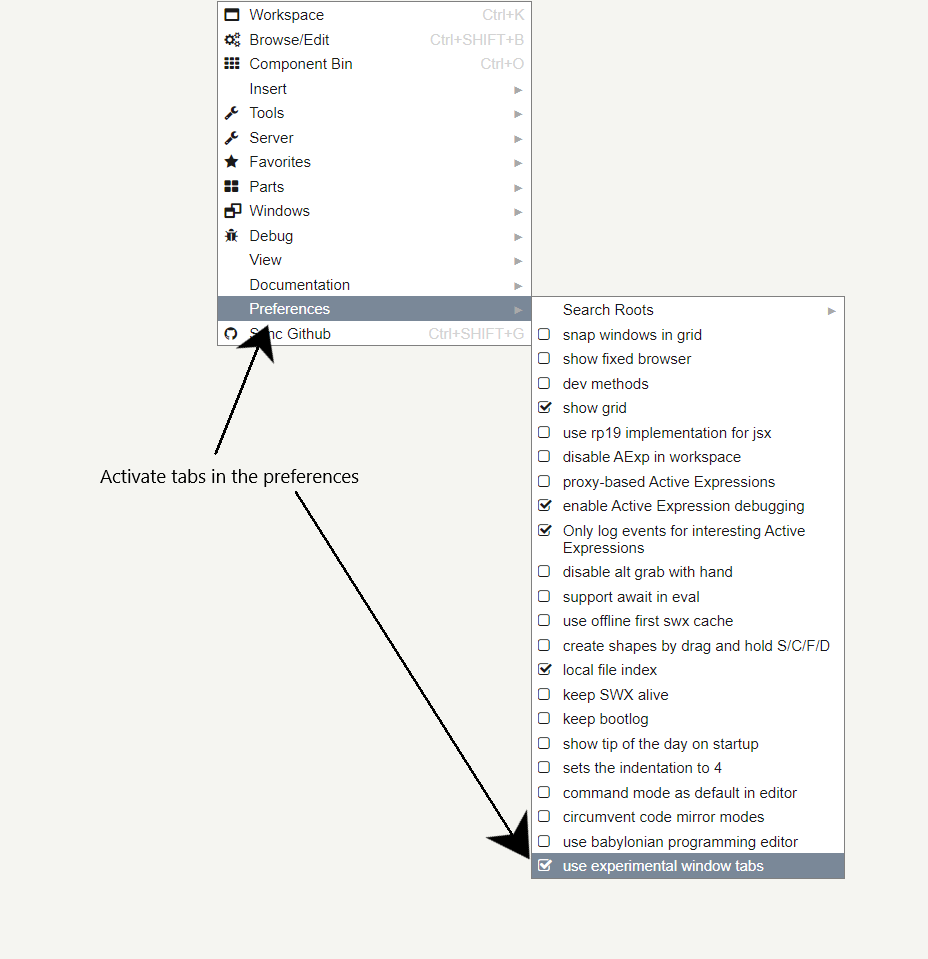 Workspace Ctrl+K
Browse/Edit Ctrl+SHIFT+B
Component Bin Ctrl+O
Insert
Tools
Server
Favorites
Parts
Windows
Debug
View
Documentation
Preferences
Sync Github Ctrl+SHIFT+G
Activate tabs in the preferences
Search Roots
snap windows in grid
show fixed browser
dev methods
show grid
use rp19 implementation for jsx
disable AExp in workspace
proxy-based Active Expressions
enable Active Expression debugging
Only log events for interesting Active
Expressions
disable alt grab with hand
support await in eval
use offline first swx cache
create shapes by drag and hold S/C/F/D
local file index
keep SWX alive
keep bootlog
show tip of the day on startup
sets the indentation to 4
command mode as default in editor
circumvent code mirror modes
use babylonian programming editor
use experimental window tabs